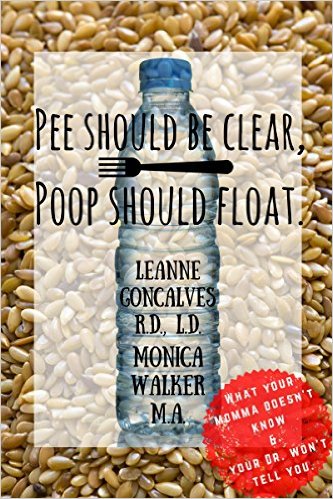 PEE SHOULD BE CLEAR,
POOP SHOULD FLOAT.
LEANNE
GONCALVES
R.D., L.D.
MONICA
WALKER
M.A.
WHAT YOUR
MOMMA DOESN'T
KNOW
&
YOUR DR. WON'T
TELL YOU.